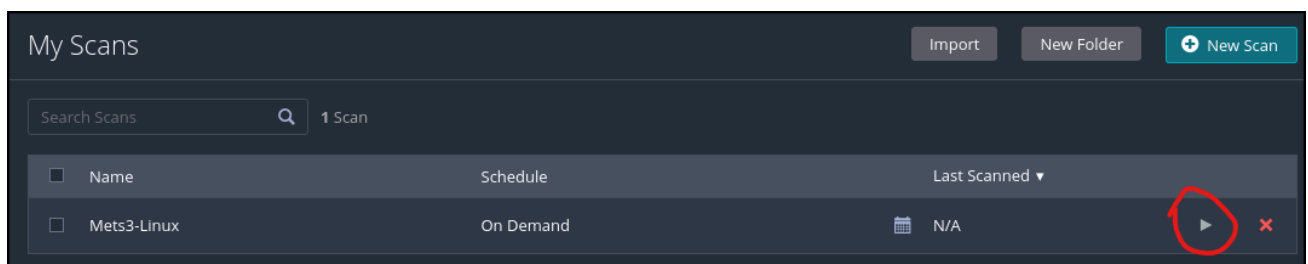 My Scans
Import
New Folder
New Scan
Search Scans
1 Scan
Name Schedule Last Scanned ▾
Mets3-Linux On Demand N/A